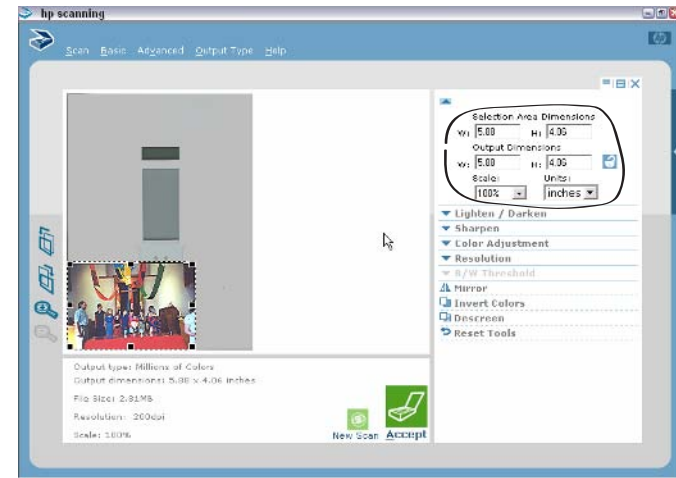 hp scanning
hp
Scan Basic Advanced Output Type Help
Selection Area Dimensions
W: 5.88 H: 4.06
Output Dimensions
W: 5.88 H: 4.06
Scale: Units:
100% inches
Lighten / Darken
Sharpen
Color Adjustment
Resolution
B/W Threshold
Mirror
Invert Colors
Descreen
Reset Tools
Output type: Millions of Colors
Output dimensions: 5.88 x 4.06 inches
File Size: 2.81MB
Resolution: 200dpi
Scale: 100%
New Scan Accept